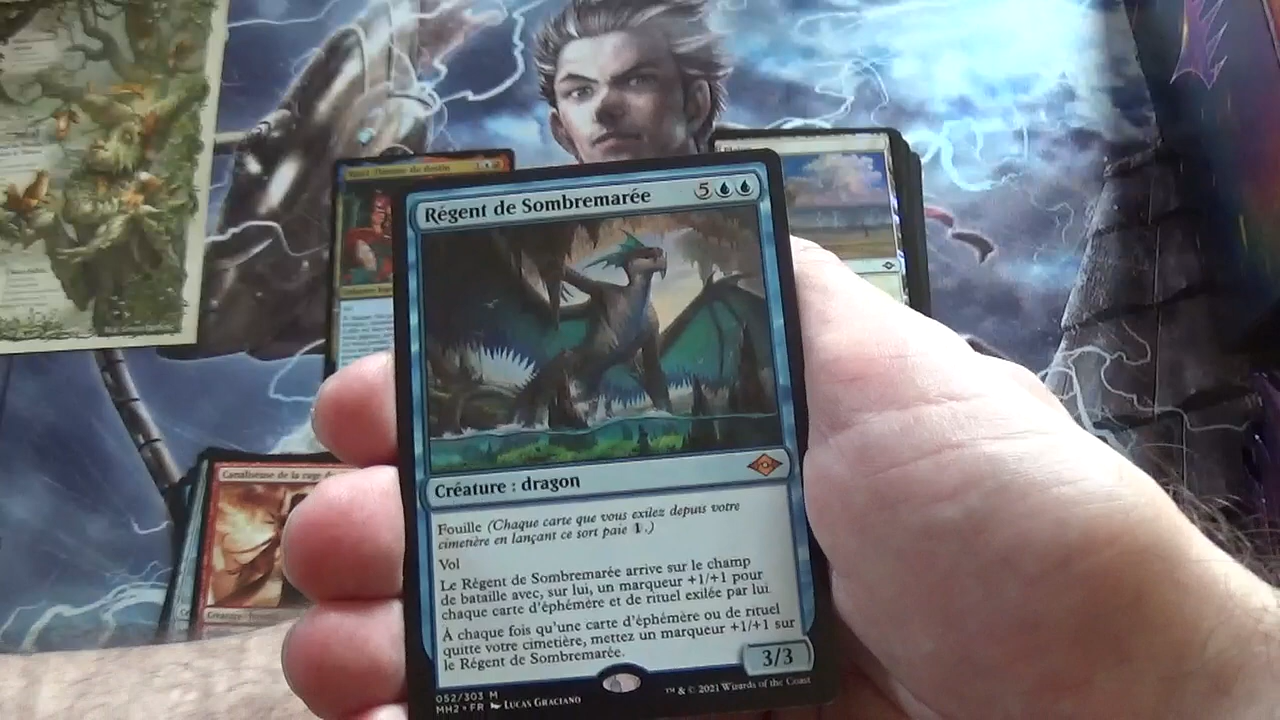 Régent de Sombremarée
5
Créature : dragon
Fouille (Chaque carte que vous exilez depuis votre
cimetière en lançant ce sort paie 1.)
Vol
Le Régent de Sombremarée arrive sur le champ
de bataille avec, sur lui, un marqueur +1/+1 pour
chaque carte d'éphémère et de rituel exilée par lui.
À chaque fois qu'une carte d'éphémère ou de rituel
quitte votre cimetière, mettez un marqueur +1/+1 sur
le Régent de Sombremarée.
3/3
052/303 M
MH2 • FR LUCAS GRACIANO
™ & © 2021 Wizards of the Coast
Canaliseuse de la rage